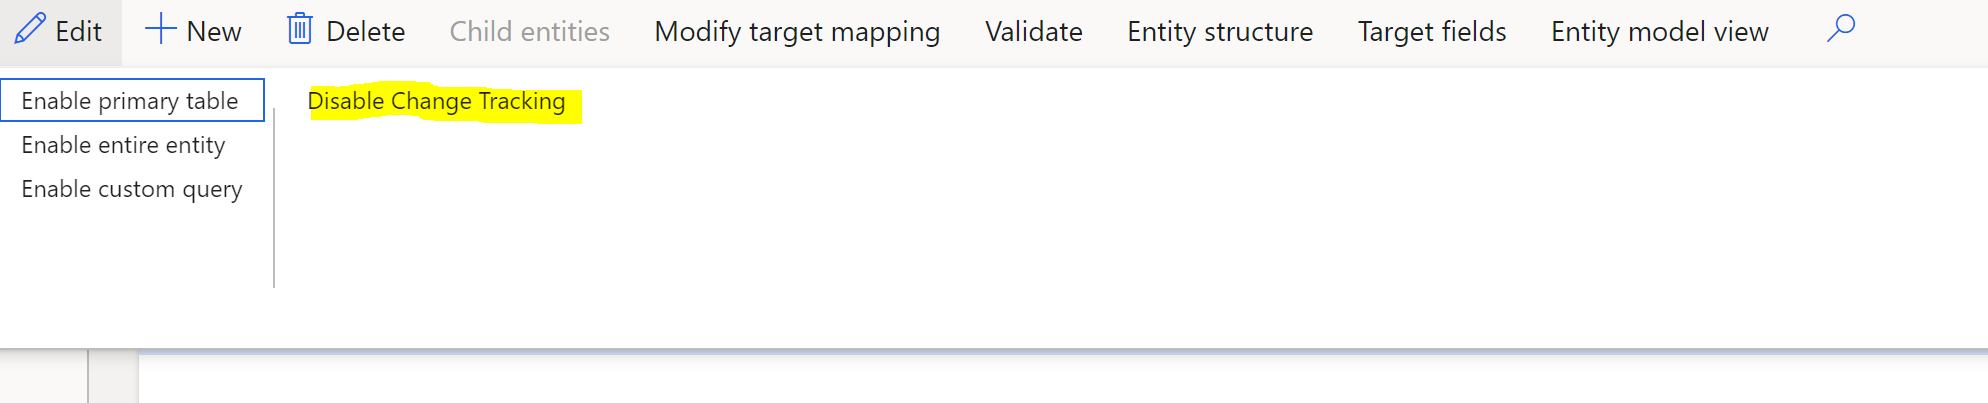 Edit New Delete Child entities Modify target mapping Validate Entity structure Target fields Entity model view
Enable primary table Disable Change Tracking
Enable entire entity
Enable custom query